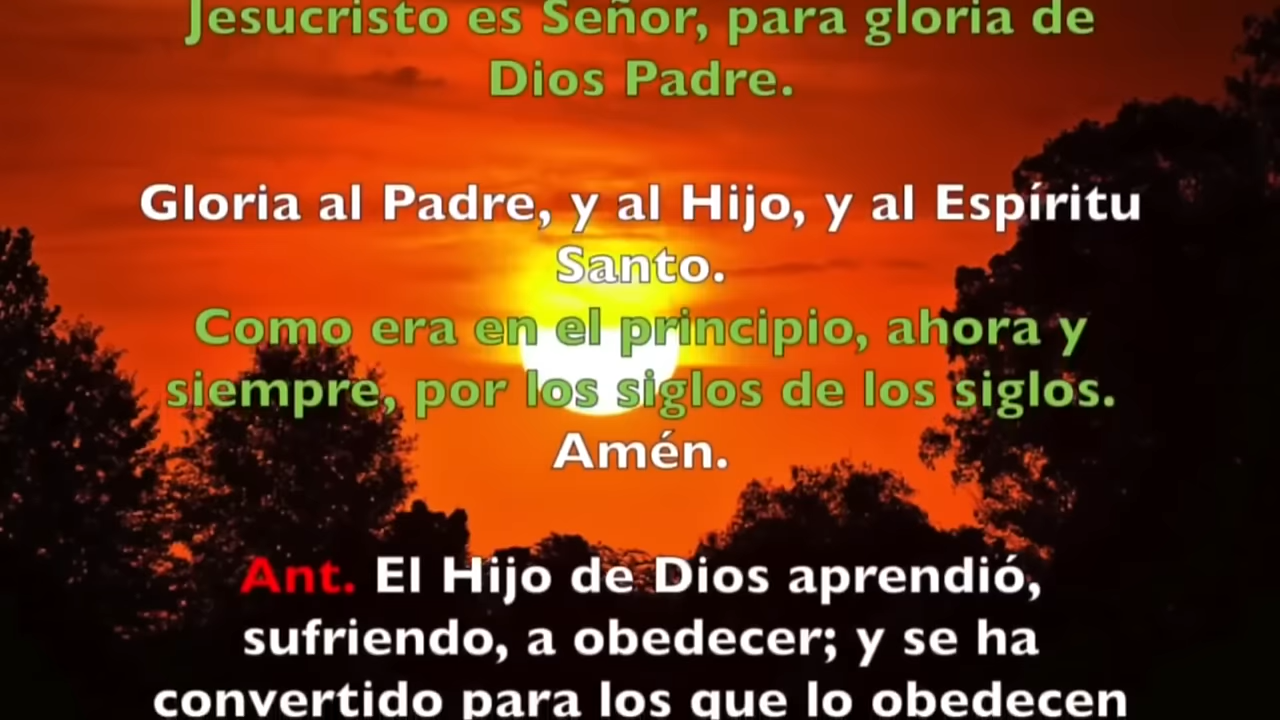 Jesucristo es Señor, para gloria de
Dios Padre.
Gloria al Padre, y al Hijo, y al Espíritu
Santo.
Como era en el principio, ahora y
siempre, por los siglos de los siglos.
Amén.
Ant. El Hijo de Dios aprendió,
sufriendo, a obedecer; y se ha
convertido para los que lo obedecen